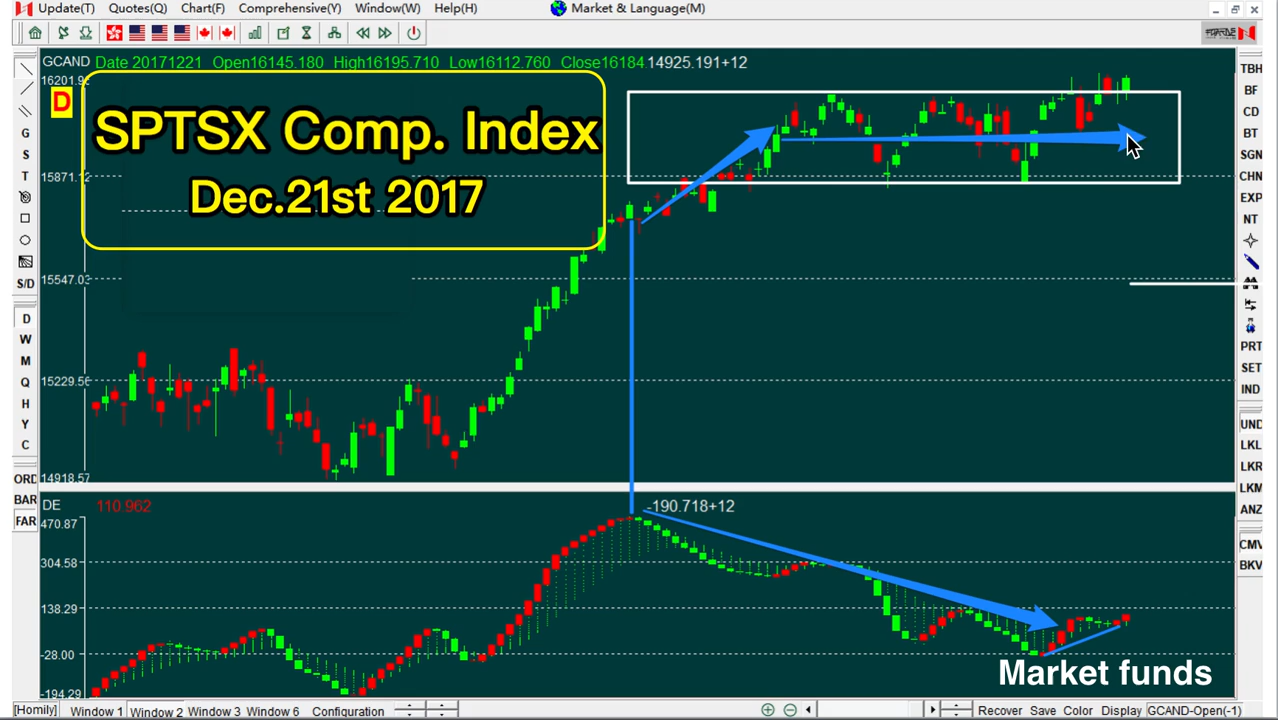 Update(T) Quotes(Q) Chart(F) Comprehensive(Y) Window(W) Help(H) Market & Language(M)
GCAND Date 20171221 Open16145.180 High16195.710 Low16112.760 Close16184. 14925.191+12
D
SPTSX Comp. Index
Dec.21st 2017
16201.9
15871.1
15547.0
15229.56
14918.57
DE 110.962 -190.718+12
470.87
304.58
138.29
-28.00
-194.29
Market funds
G
S
T
S/D
D
W
M
Q
H
Y
C
ORD
BAR
FAR
TBH
BF
CD
BT
SGN
CHN
EXP
NT
PRT
SET
IND
UND
LKL
LKR
LKM
ANZ
CMV
BKV
[Homily] Window 1 Window 2 Window 3 Window 6 Configuration Recover Save Color Display GCAND-Open(-1)